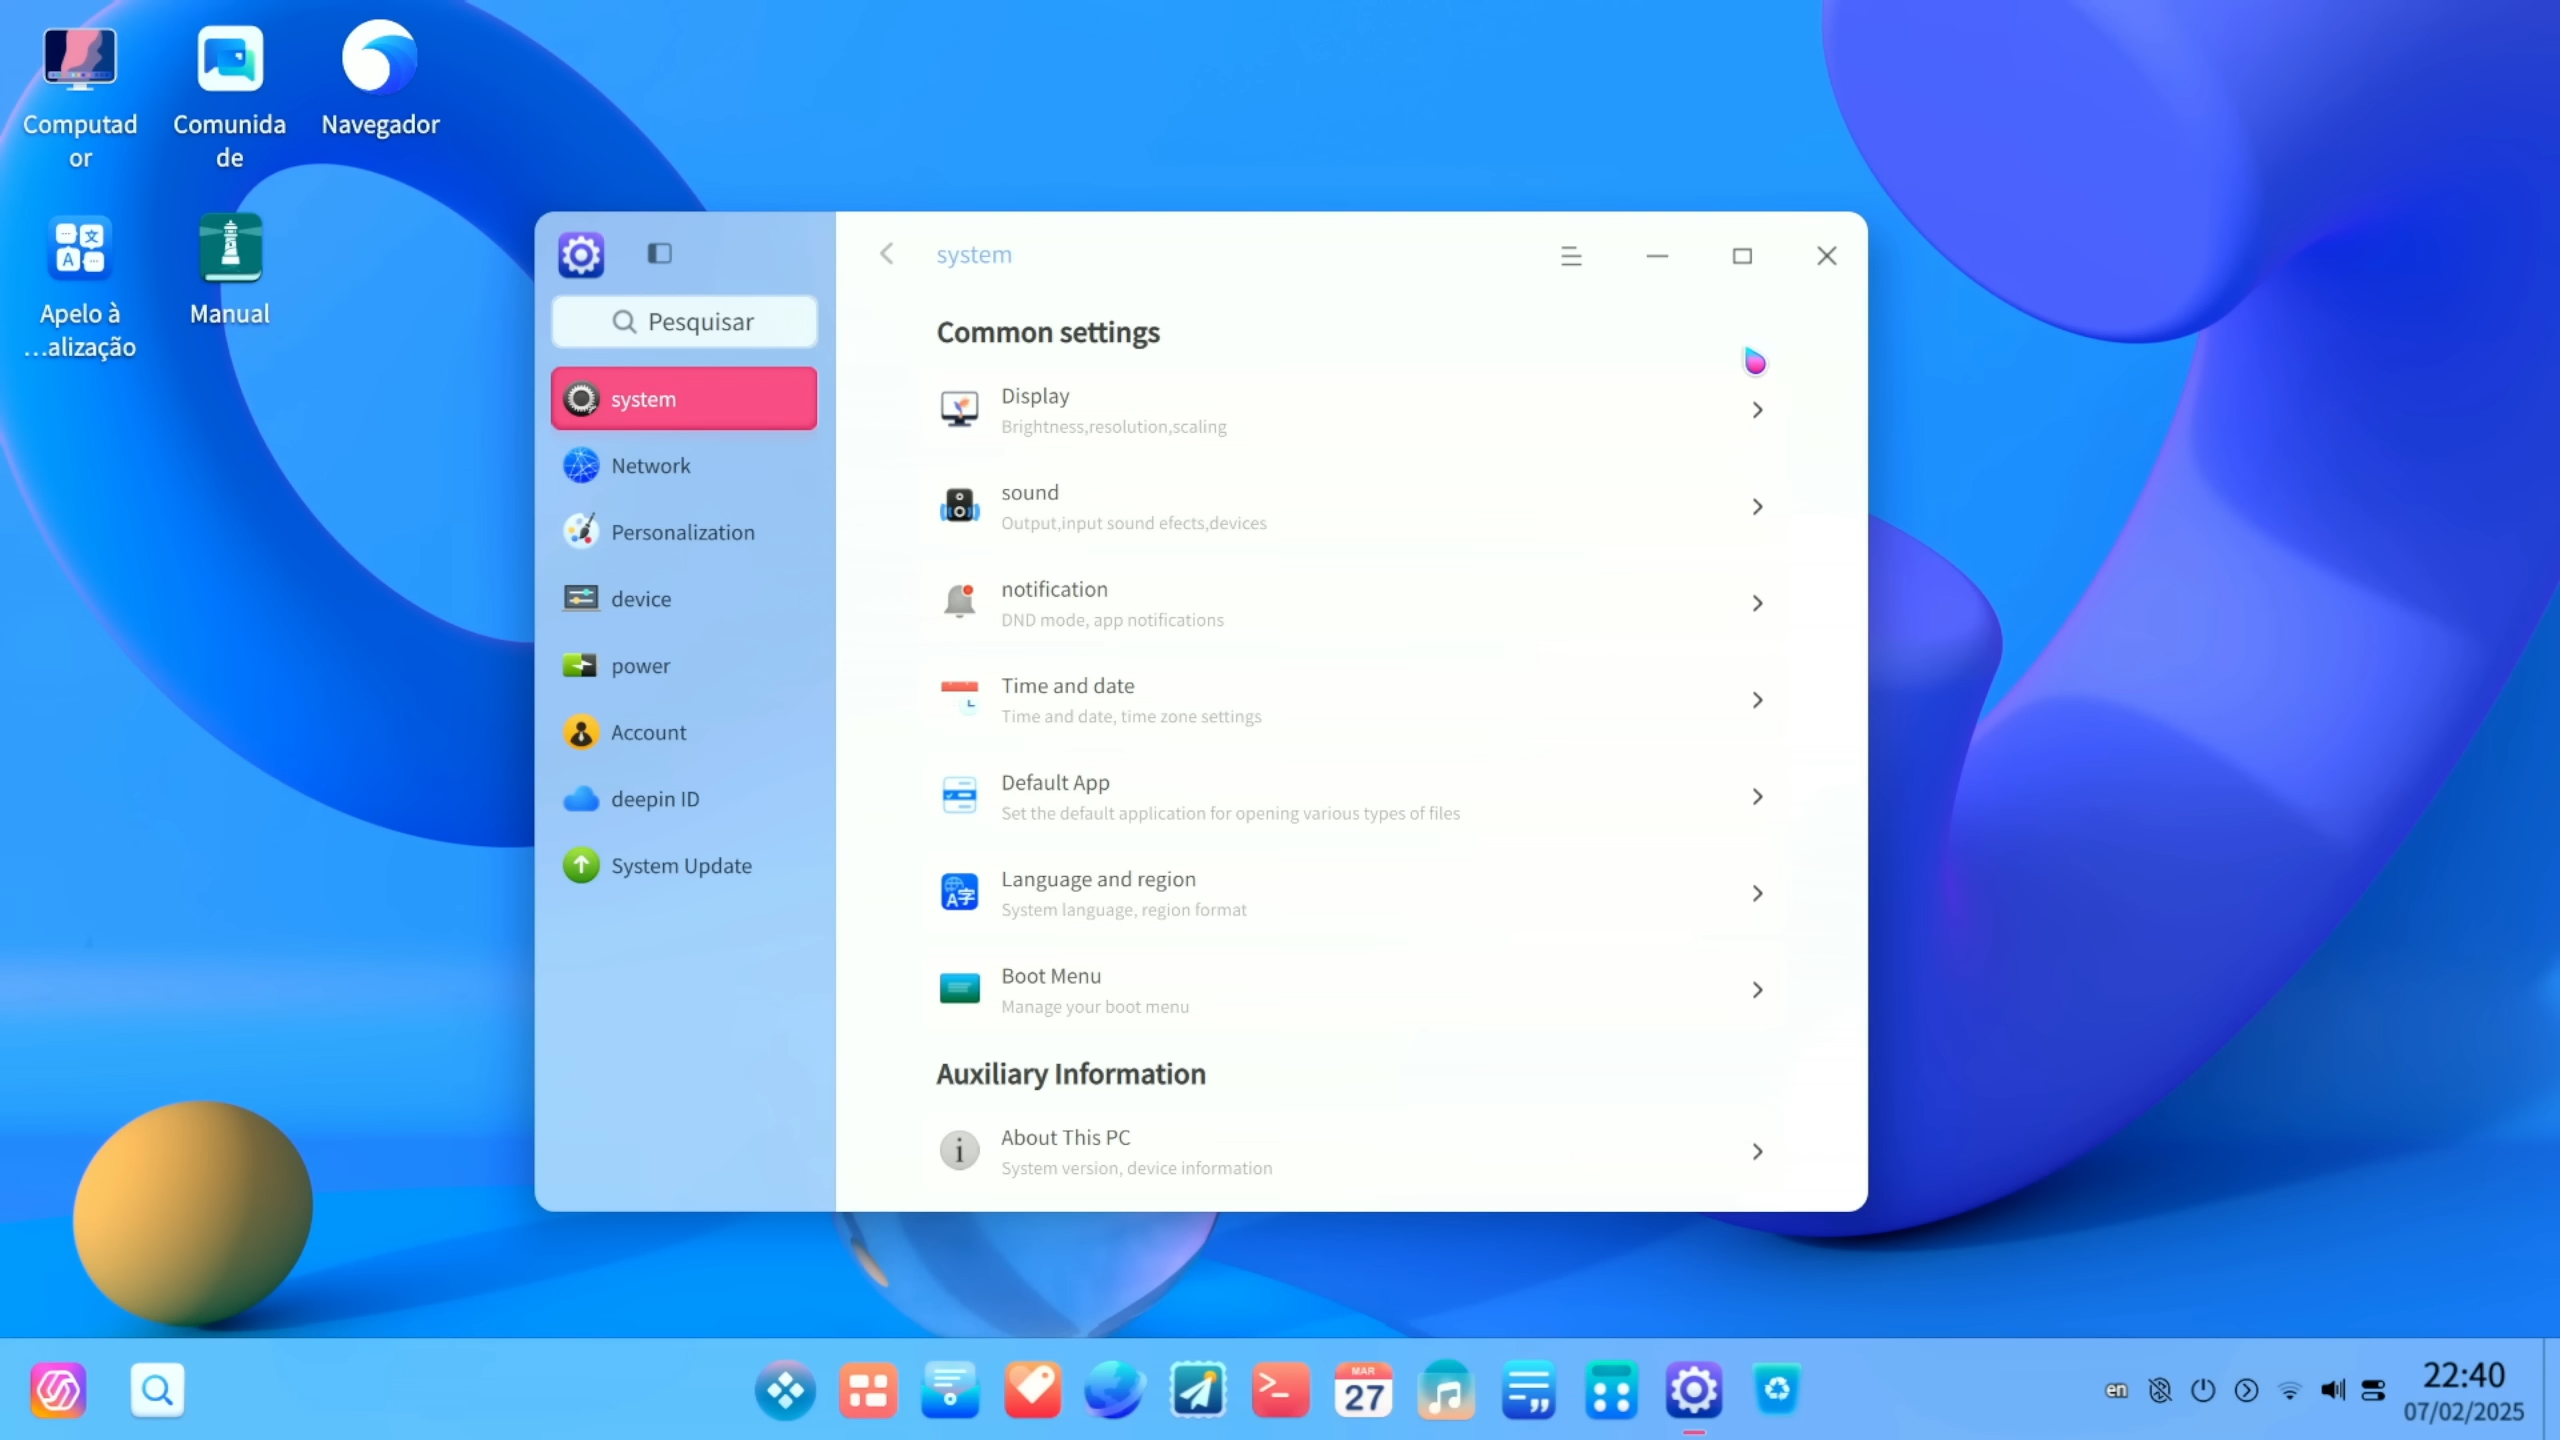 Computad
or
Comunida
de
Navegador
Apelo à
...alização
Manual
Pesquisar
system
Network
Personalization
device
power
Account
deepin ID
System Update
system
Common settings
Display
Brightness,resolution,scaling
sound
Output,input sound efects,devices
notification
DND mode, app notifications
Time and date
Time and date, time zone settings
Default App
Set the default application for opening various types of files
Language and region
System language, region format
Boot Menu
Manage your boot menu
Auxiliary Information
About This PC
System version, device information
MAR
27
en
22:40
07/02/2025